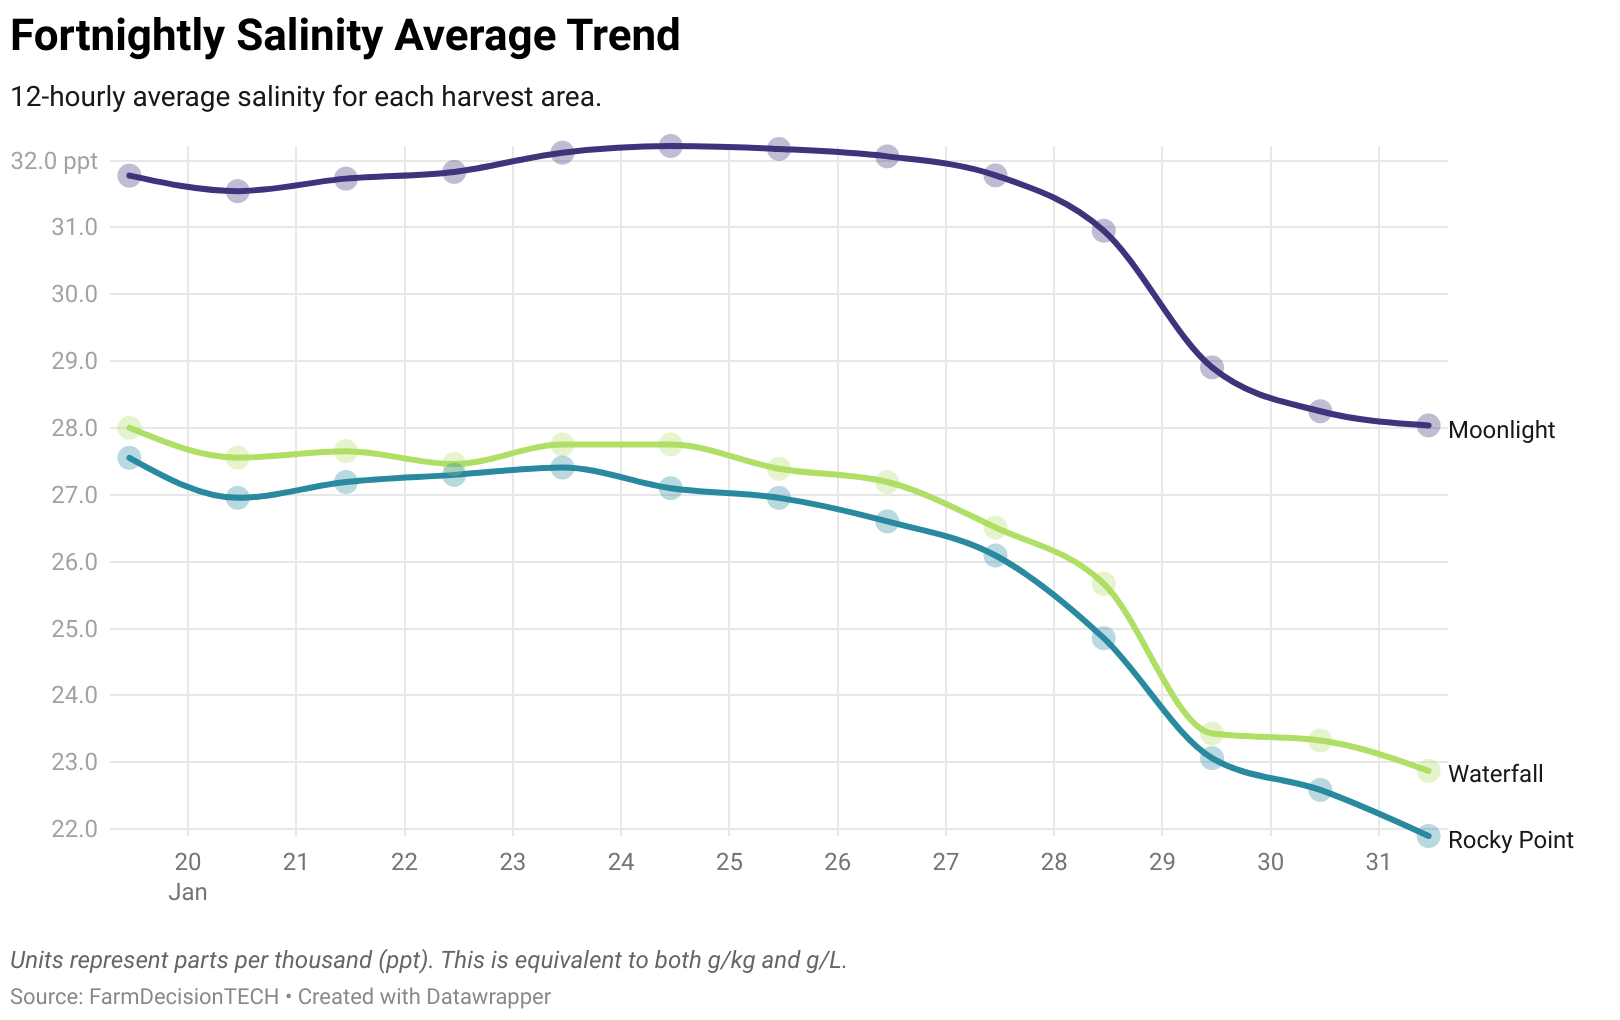 Fortnightly Salinity Average Trend
12-hourly average salinity for each harvest area.
32.0 ppt
31.0
30.0
29.0
28.0
27.0
26.0
25.0
24.0
23.0
22.0
Moonlight
Waterfall
Rocky Point
20 21 22 23 24 25 26 27 28 29 30 31
Jan
Units represent parts per thousand (ppt). This is equivalent to both g/kg and g/L.
Source: FarmDecisionTECH • Created with Datawrapper